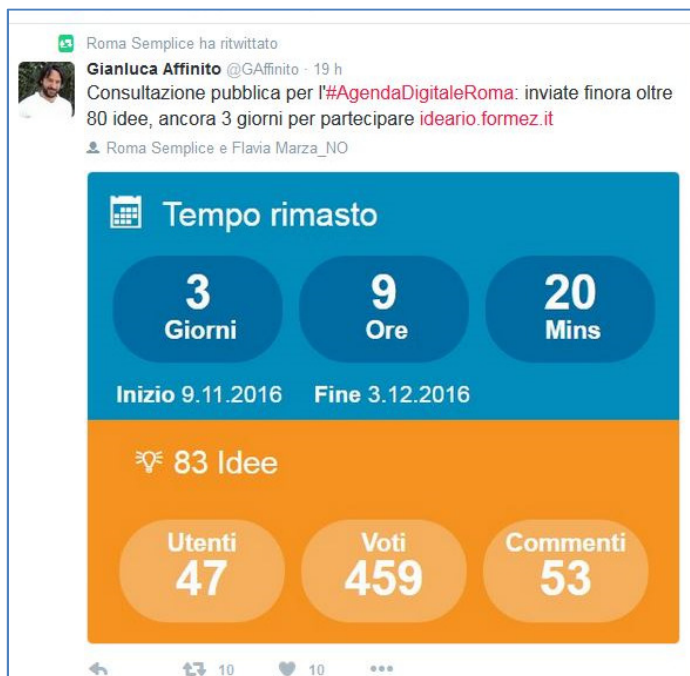 Roma Semplice ha ritwittato
Gianluca Affinito @GAffinito · 19 h
Consultazione pubblica per l'#AgendaDigitaleRoma: inviate finora oltre
80 idee, ancora 3 giorni per partecipare ideario.formez.it
Roma Semplice e Flavia Marza_NO
Tempo rimasto
3 9 20
Giorni Ore Mins
Inizio 9.11.2016 Fine 3.12.2016
83 Idee
Utenti Voti Commenti
47 459 53
10 10